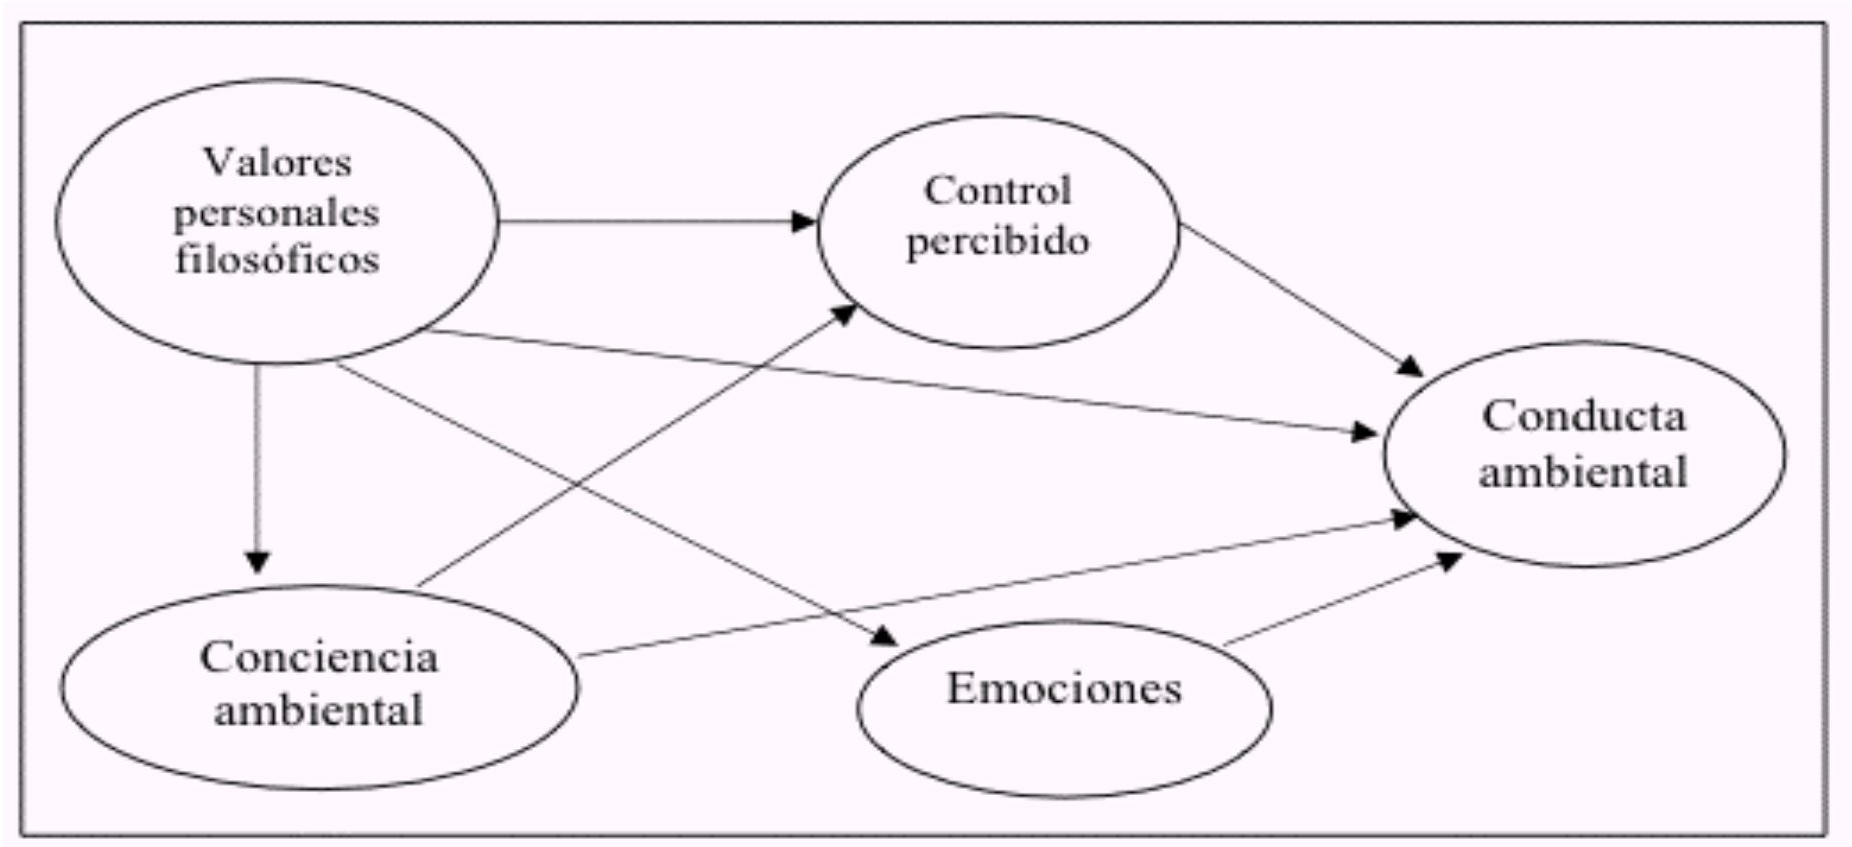 Valores
personales
filosóficos
Control
percibido
Conducta
ambiental
Conciencia
ambiental
Emociones